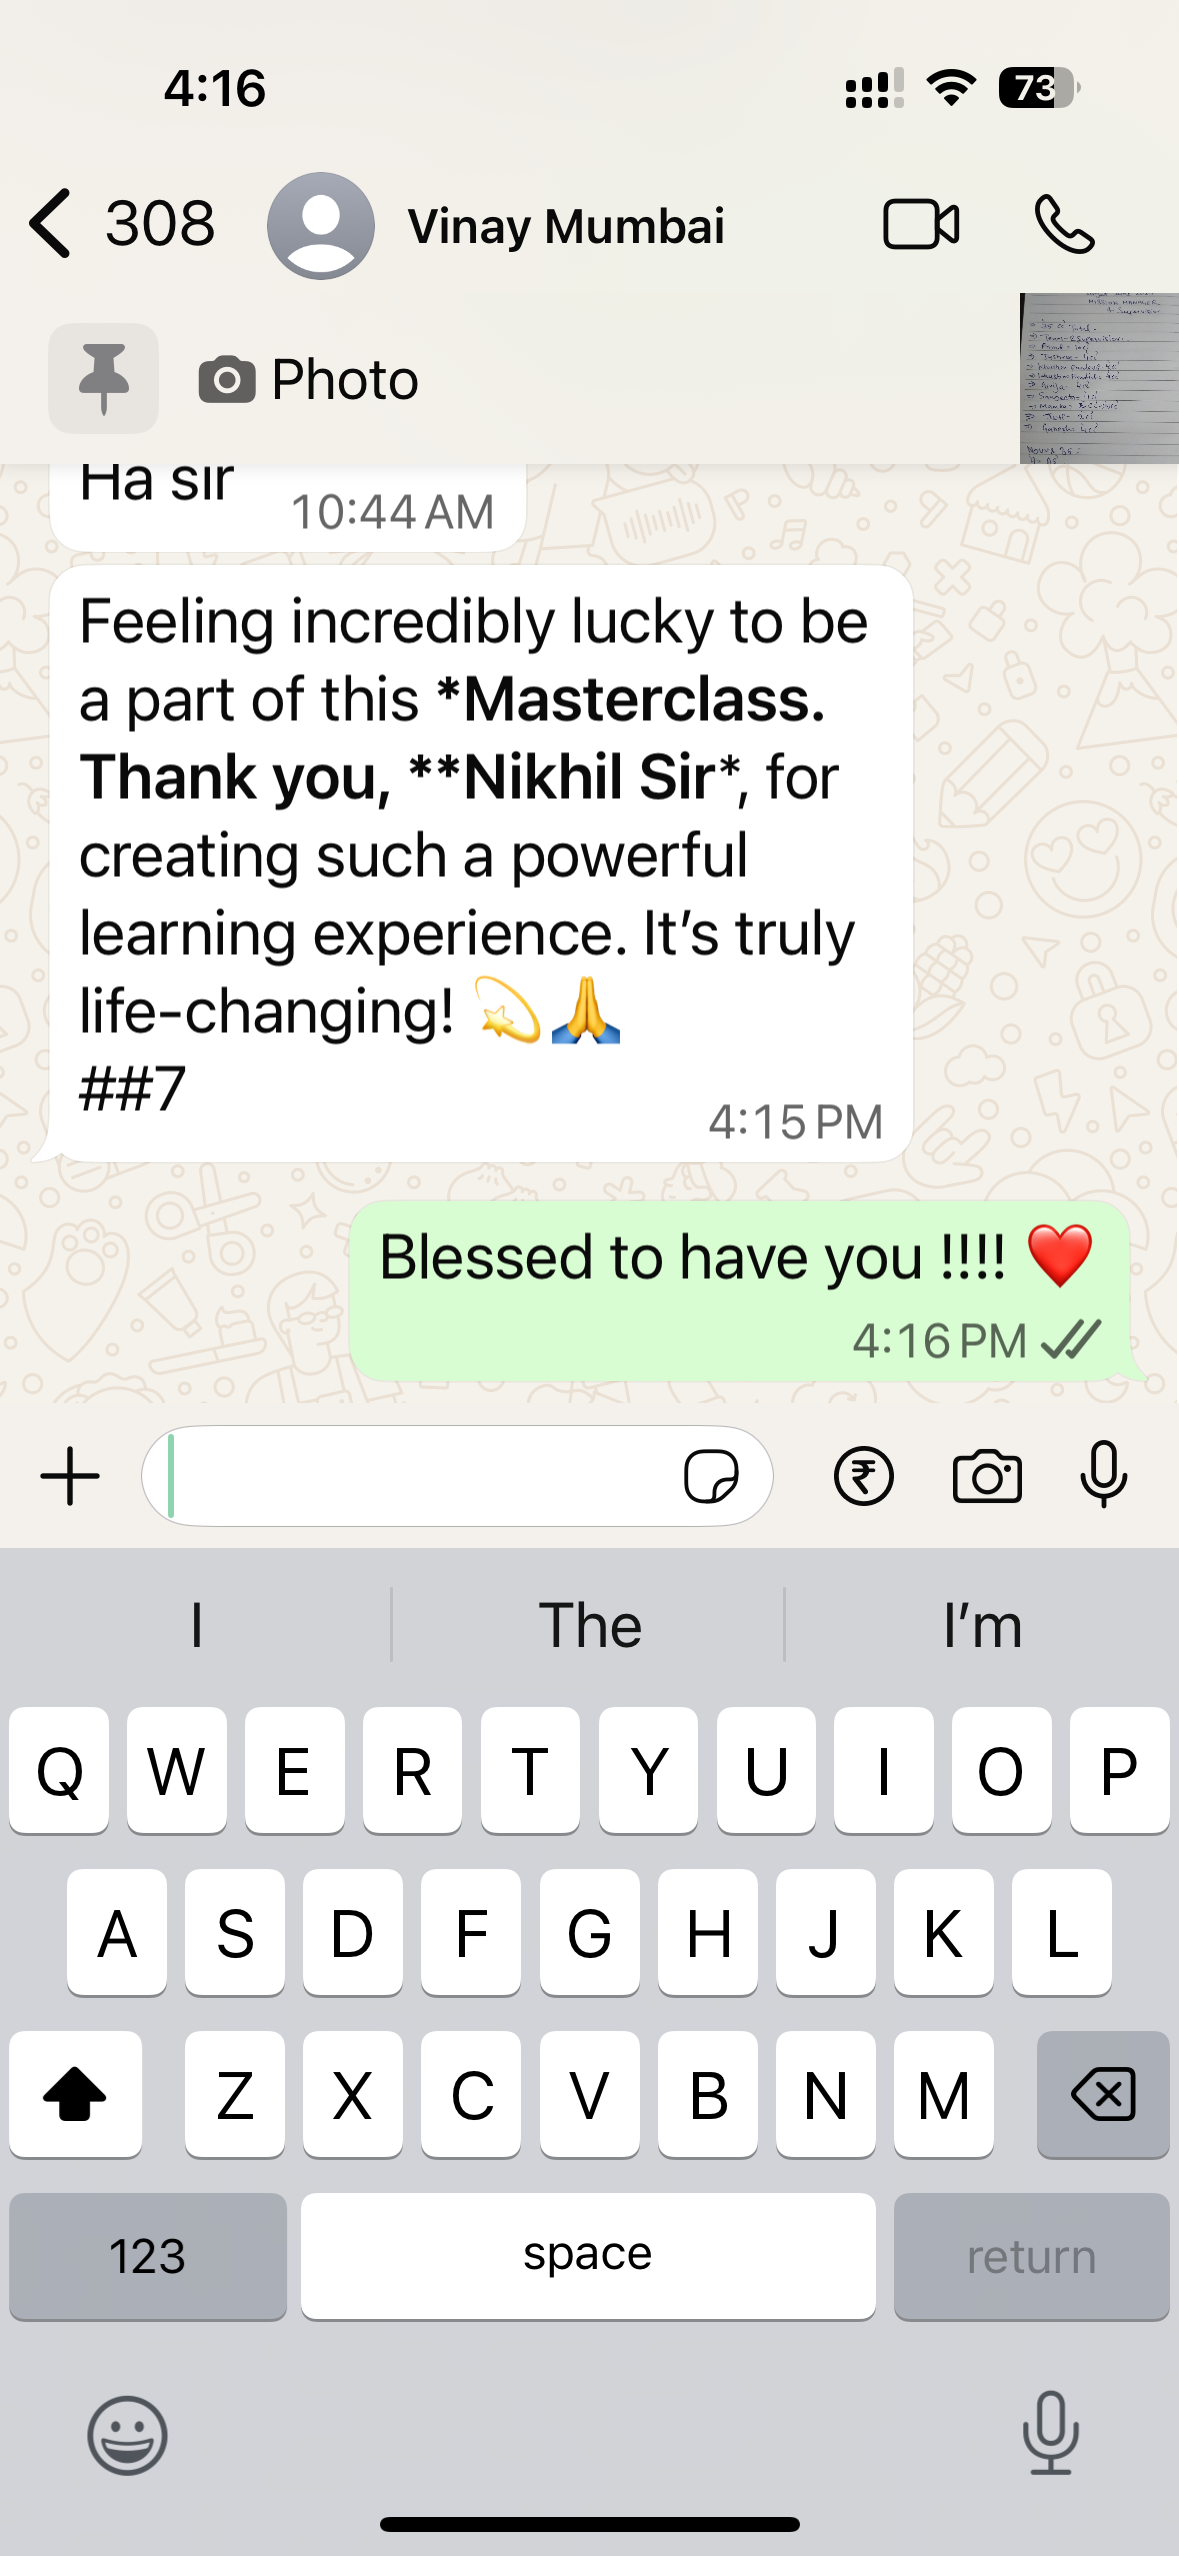 4:16
73
308 Vinay Mumbai
Photo
Ha sir
10:44 AM
Feeling incredibly lucky to be
a part of this *Masterclass.
Thank you, **Nikhil Sir*, for
creating such a powerful
learning experience. It’s truly
life-changing! 💫🙏
##7
4:15 PM
Blessed to have you !!!! ❤️
4:16 PM
I The I’m
Q W E R T Y U I O P
A S D F G H J K L
Z X C V B N M
123 space return